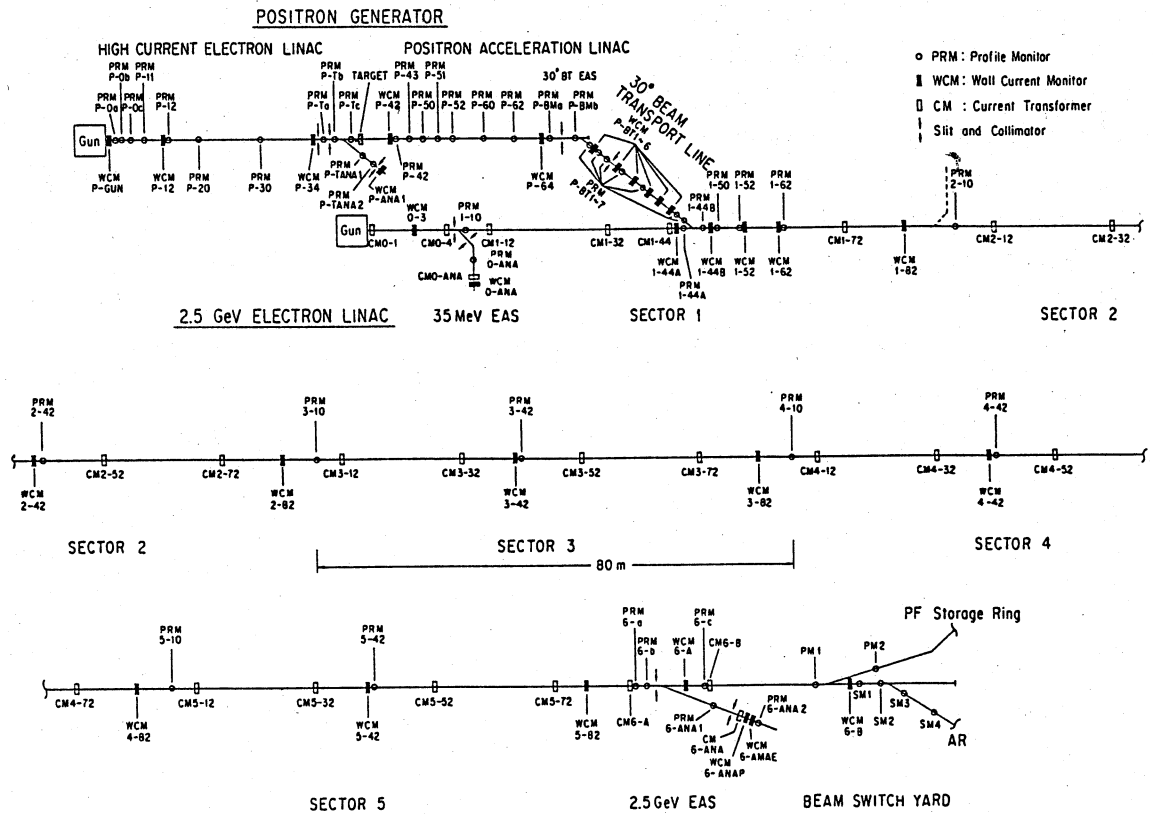 POSITRON GENERATOR
HIGH CURRENT ELECTRON LINAC
POSITRON ACCELERATION LINAC
PRM : Profile Monitor
WCM : Wall Current Monitor
CM : Current Transformer
Slit and Collimator
PRM P-0a
PRM P-0b
PRM P-0c
PRM P-11
PRM P-12
PRM P-Ta
PRM P-Tb
PRM P-Tc
TARGET
WCM P-42
PRM P-43
PRM P-50
PRM P-51
PRM P-52
PRM P-60
PRM P-62
30° BT EAS
PRM P-BMa
PRM P-BMb
30° BEAM TRANSPORT LINE
WCM P-BT1~6
Gun
WCM P-GUN
WCM P-12
PRM P-20
PRM P-30
WCM P-34
PRM P-TANA1
PRM P-TANA2
WCM P-ANA1
PRM P-42
WCM P-64
PRM P-BT1~7
PRM 1-44B
PRM 1-50
PRM 1-52
PRM 1-62
PRM 2-10
Gun
CM0-1
WCM 0-3
CM0-4
PRM 1-10
CM1-12
CM1-32
CM1-44
CM1-72
CM2-12
CM2-32
CM0-ANA
PRM 0-ANA
WCM 0-ANA
WCM 1-44A
PRM 1-44A
WCM 1-44B
WCM 1-52
WCM 1-62
WCM 1-82
2.5 GeV ELECTRON LINAC
35 MeV EAS
SECTOR 1
SECTOR 2
PRM 2-42
PRM 3-10
PRM 3-42
PRM 4-10
PRM 4-42
CM2-52
CM2-72
CM3-12
CM3-32
CM3-52
CM3-72
CM4-12
CM4-32
CM4-52
WCM 2-42
WCM 2-82
WCM 3-42
WCM 3-82
WCM 4-42
SECTOR 2
SECTOR 3
SECTOR 4
80 m
PRM 5-10
PRM 5-42
PRM 6-a
PRM 6-b
WCM 6-A
PRM 6-c
CM6-B
PM1
PM2
PF Storage Ring
CM4-72
WCM 4-82
CM5-12
CM5-32
WCM 5-42
CM5-52
CM5-72
WCM 5-82
CM6-A
PRM 6-ANA1
CM 6-ANA
WCM 6-ANAP
WCM 6-AMAE
PRM 6-ANA2
WCM 6-B
SM1
SM2
SM3
SM4
AR
SECTOR 5
2.5 GeV EAS
BEAM SWITCH YARD